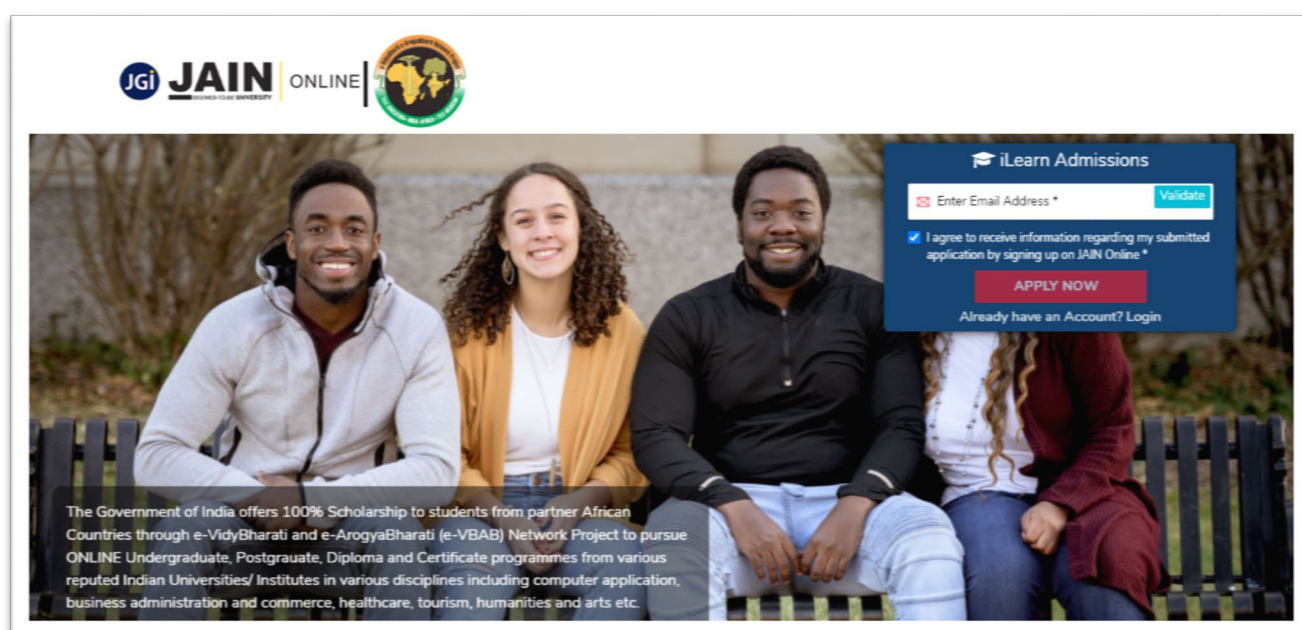 JGi JAIN ONLINE
DEEMED-TO-BE UNIVERSITY
iLearn Admissions
Enter Email Address *
Validate
I agree to receive information regarding my submitted
application by signing up on JAIN Online *
APPLY NOW
Already have an Account? Login
The Government of India offers 100% Scholarship to students from partner African
Countries through e-VidyBharati and e-ArogyaBharati (e-VBAB) Network Project to pursue
ONLINE Undergraduate, Postgrauate, Diploma and Certificate programmes from various
reputed Indian Universities/ Institutes in various disciplines including computer application,
business administration and commerce, healthcare, tourism, humanities and arts etc.